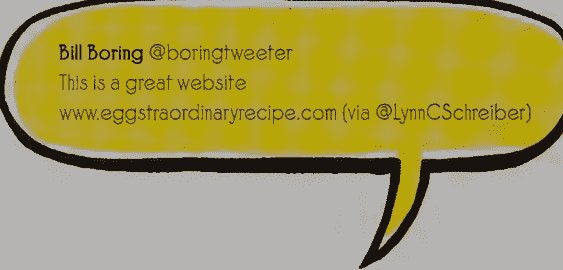 Bill Boring @boringtweeter
This is a great website
www.eggstraordinaryrecipe.com (via @LynnCSchreiber)